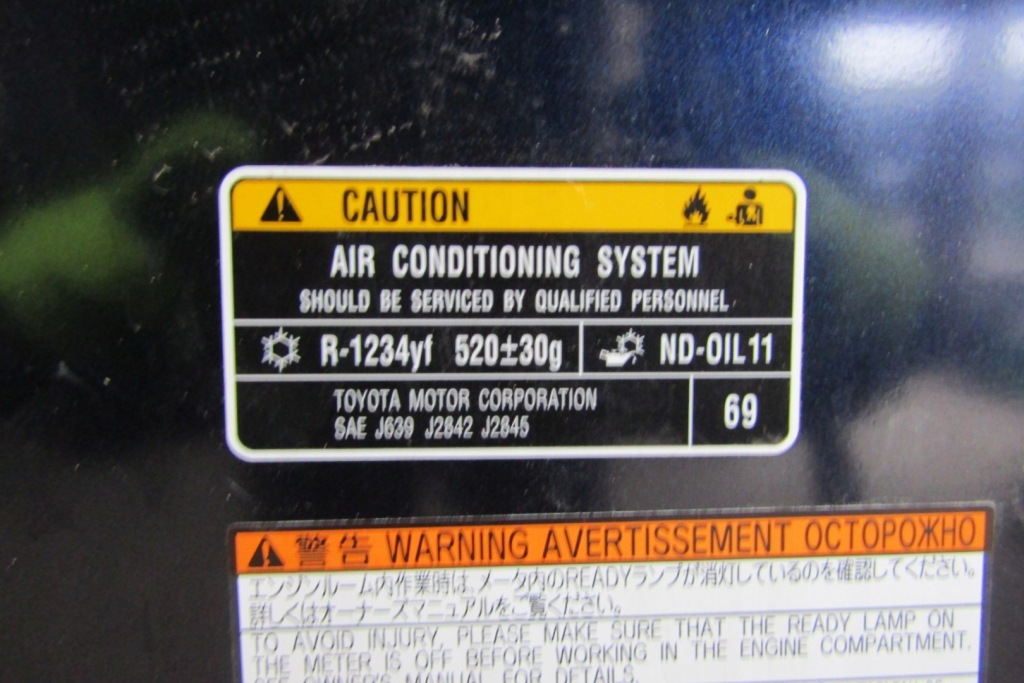 CAUTION
AIR CONDITIONING SYSTEM
SHOULD BE SERVICED BY QUALIFIED PERSONNEL
R-1234yf 520±30g ND-OIL11
TOYOTA MOTOR CORPORATION
SAE J639 J2842 J2845
69
警告 WARNING AVERTISSEMENT ОСТОРОЖНО
エンジンルーム内作業時は、メータ内のREADYランプが消灯しているのを確認してください。
詳しくはオーナーズマニュアルをご覧ください。
TO AVOID INJURY, PLEASE MAKE SURE THAT THE READY LAMP ON
THE METER IS OFF BEFORE WORKING IN THE ENGINE COMPARTMENT.
SEE OWNER'S MANUAL FOR DETAILS.